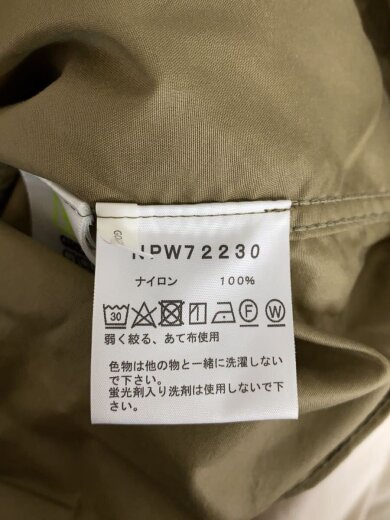 NPW72230
ナイロン 100%
30 F W
弱く絞る、あて布使用
色物は他の物と一緒に洗濯しない
で下さい。
蛍光剤入り洗剤は使用しないで下
さい。